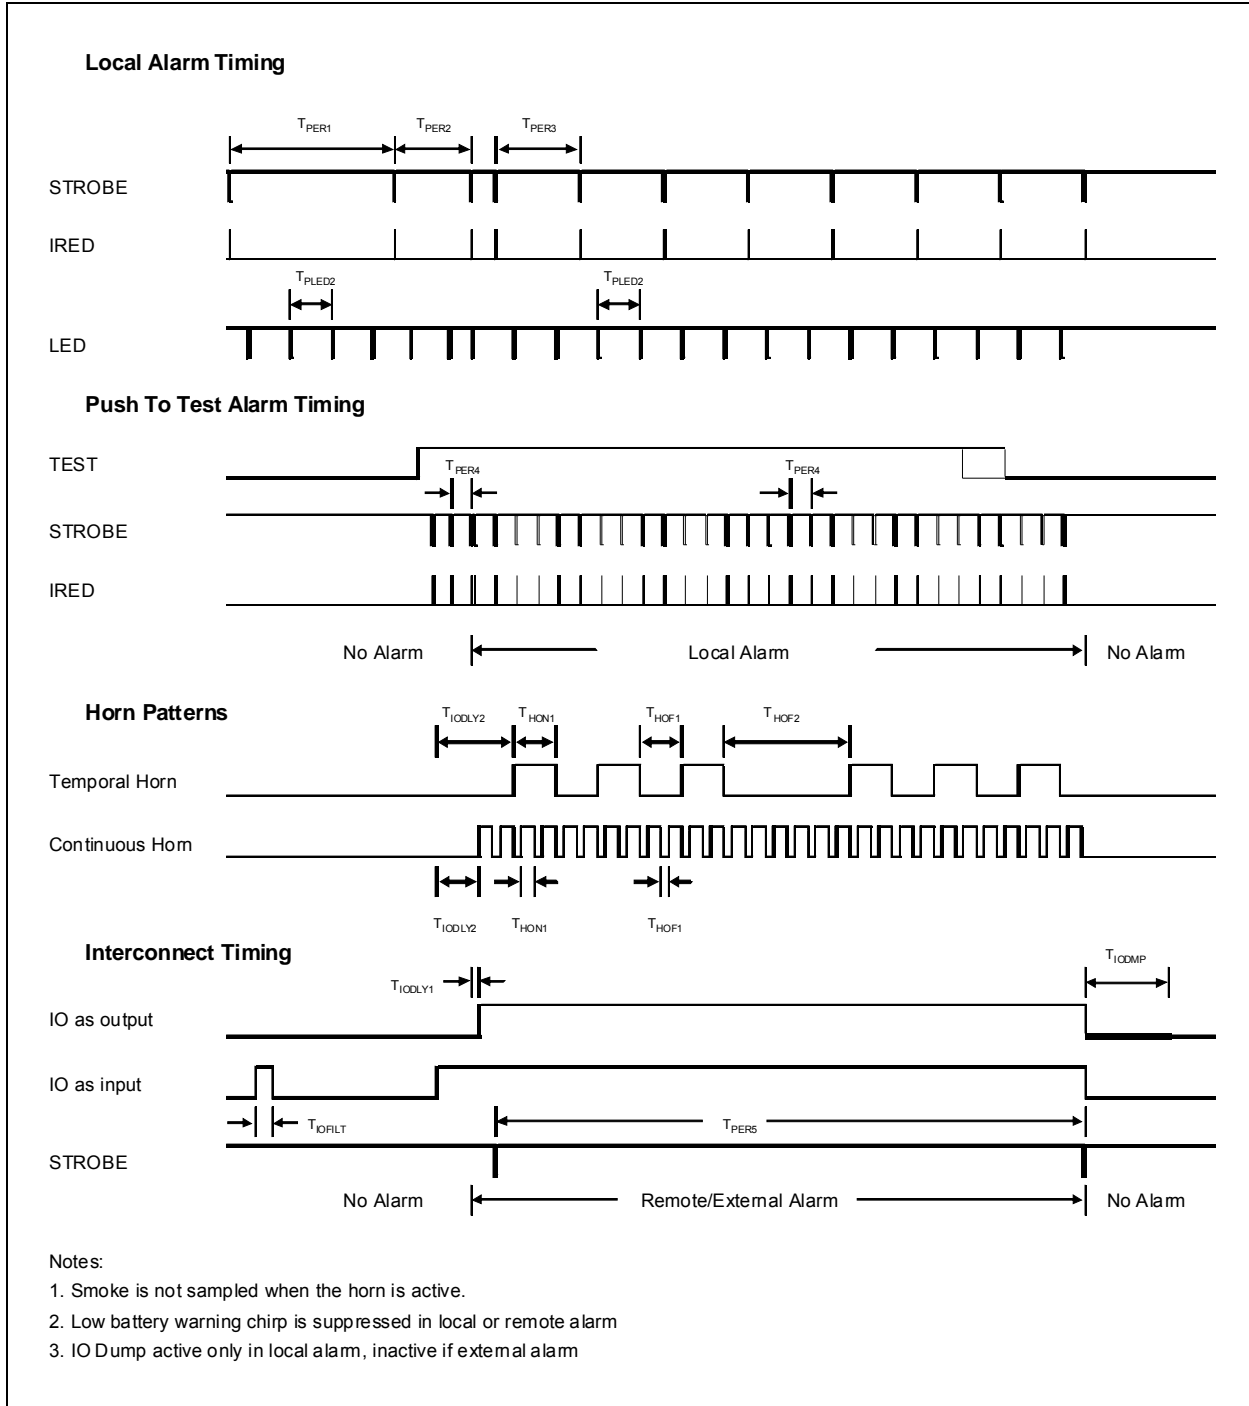 Local Alarm Timing
TPER1 TPER2 TPER3
STROBE
IRED
TPLED2 TPLED2
LED
Push To Test Alarm Timing
TEST
TPER4 TPER4
STROBE
IRED
No Alarm Local Alarm No Alarm
Horn Patterns
TIODLY2 THON1 THOF1 THOF2
Temporal Horn
Continuous Horn
TIODLY2 THON1 THOF1
Interconnect Timing
TIODMP
TIODLY1
IO as output
IO as input
TIOFILT TPER5
STROBE
No Alarm Remote/External Alarm No Alarm
Notes:
1. Smoke is not sampled when the horn is active.
2. Low battery warning chirp is suppressed in local or remote alarm
3. IO Dump active only in local alarm, inactive if external alarm